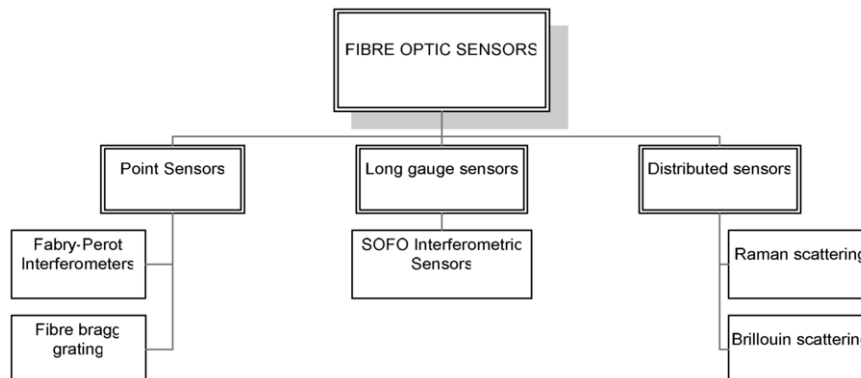 FIBRE OPTIC SENSORS
Point Sensors
Long gauge sensors
Distributed sensors
Fabry-Perot
Interferometers
SOFO Interferometric
Sensors
Raman scattering
Fibre bragg
grating
Brillouin scattering